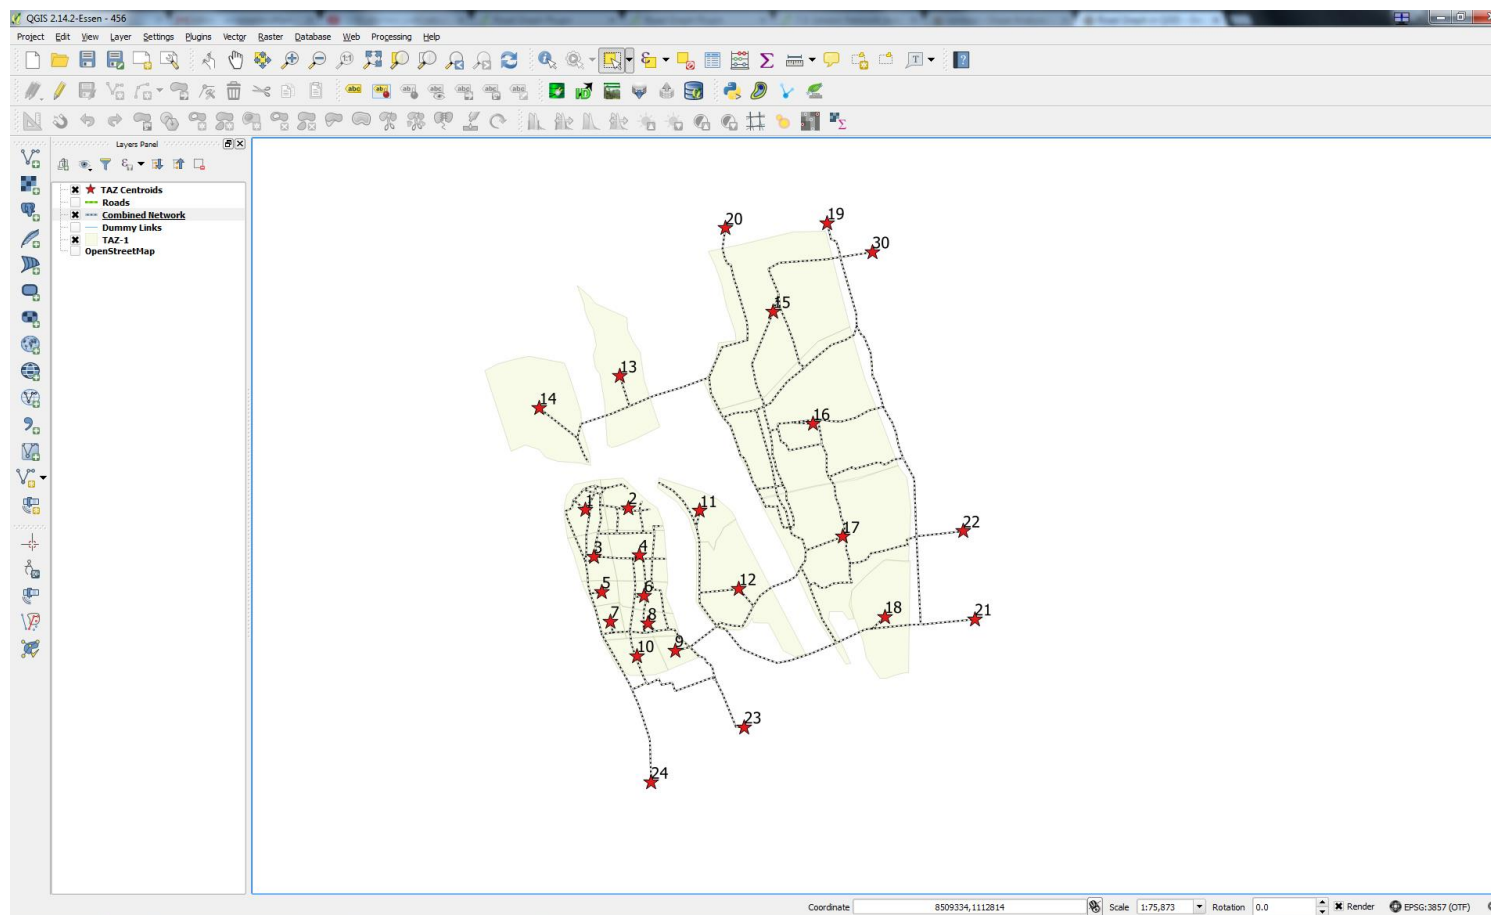 QGIS 2.14.2-Essen - 456
Project Edit View Layer Settings Plugins Vector Raster Database Web Processing Help
Layers Panel
TAZ Centroids
Roads
Combined Network
Dummy Links
TAZ-1
OpenStreetMap
20
19
30
15
13
14
16
1
2
11
22
17
3
4
5
6
12
7
8
18
21
10
9
23
24
Coordinate 8509334,1112814 Scale 1:75,873 Rotation 0.0 Render EPSG:3857 (OTF)